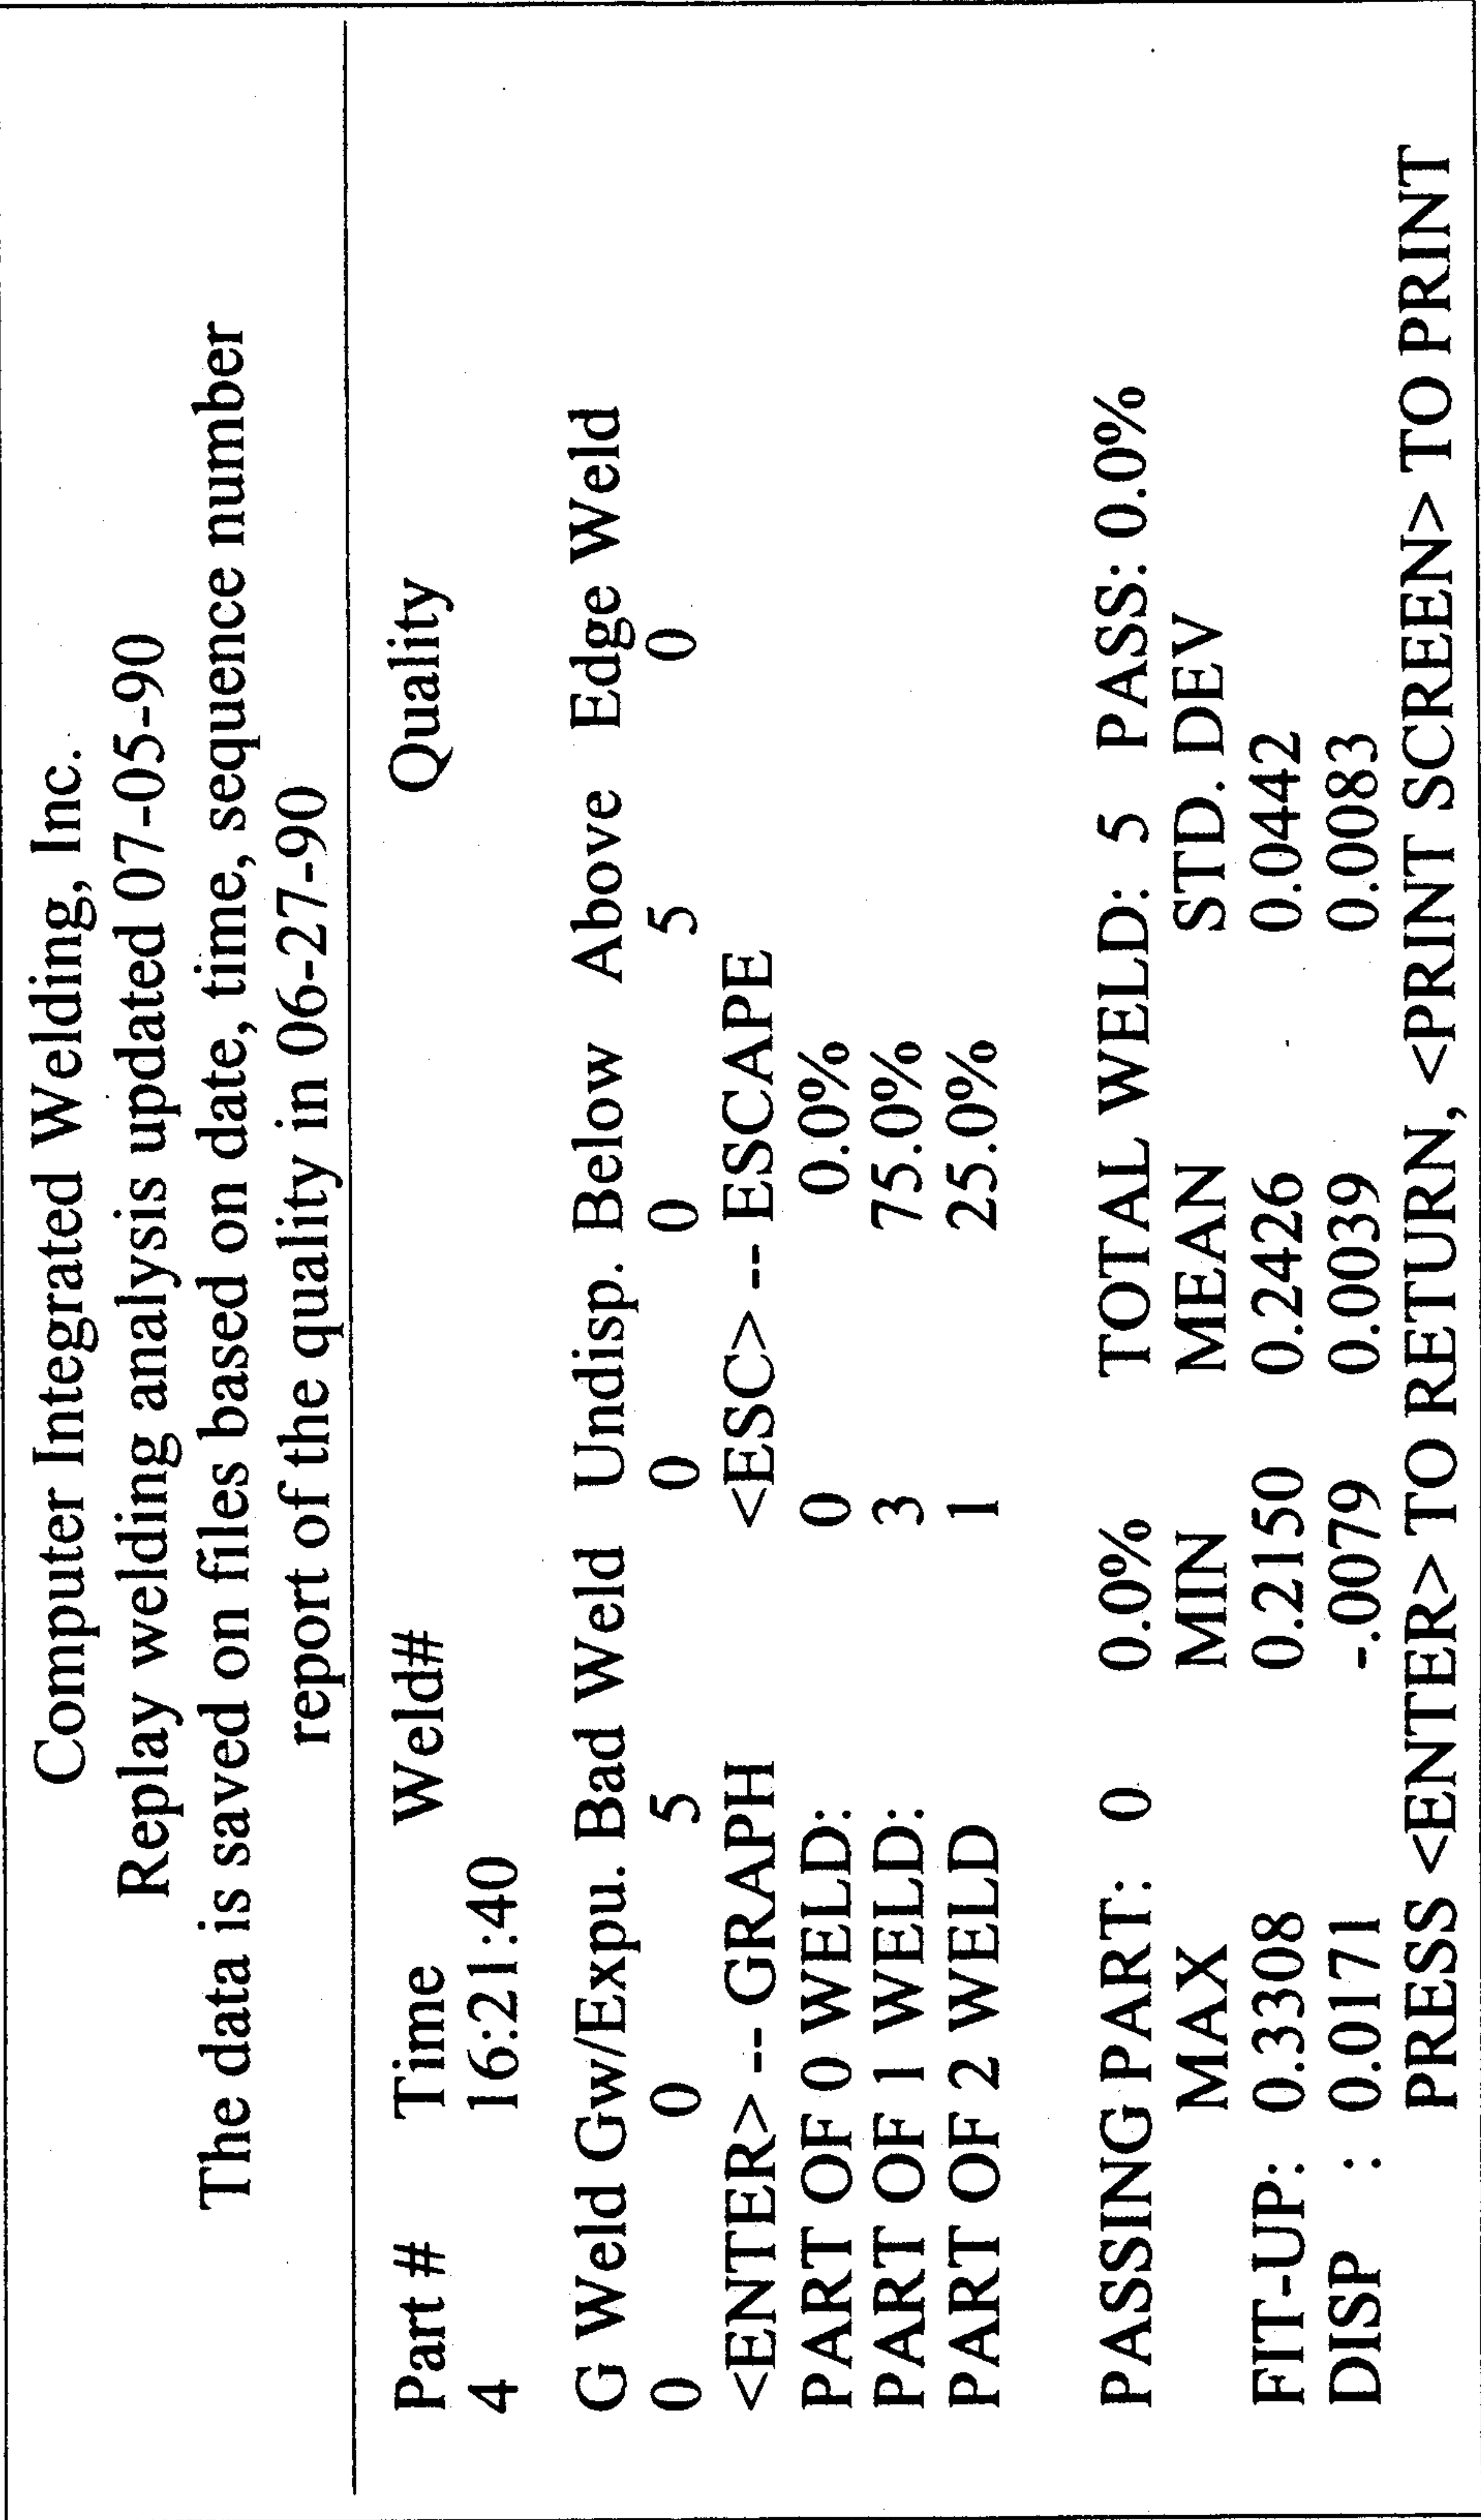 Computer Integrated Welding, Inc.
Replay welding analysis updated 07-05-90
The data is saved on files based on date, time, sequence number
report of the quality in 06-27-90
Part # Time Weld# Quality
4 16:21:40
G Weld Gw/Expu. Bad Weld Undisp. Below Above Edge Weld
0 0 5 0 0 5 0
<ENTER> -- GRAPH <ESC> -- ESCAPE
PART OF 0 WELD: 0 0.0%
PART OF 1 WELD: 3 75.0%
PART OF 2 WELD 1 25.0%
PASSING PART: 0 0.0% TOTAL WELD: 5 PASS: 0.0%
MAX MIN MEAN STD. DEV
FIT-UP: 0.3308 0.2150 0.2426 0.0442
DISP : 0.0171 -.0079 0.0039 0.0083
PRESS <ENTER> TO RETURN, <PRINT SCREEN> TO PRINT